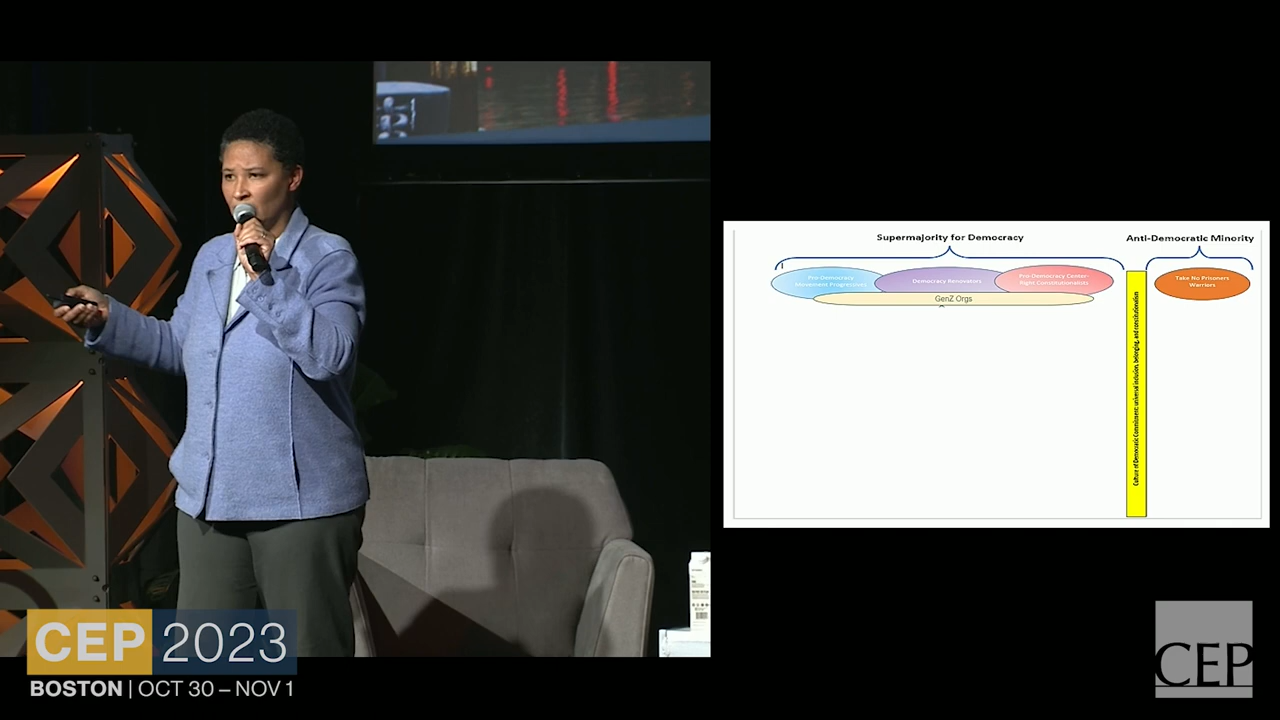 Supermajority for Democracy
Anti-Democratic Minority
Pro-Democracy
Movement Progressives
Democracy Renovators
Pro-Democracy Center-
Right Constitutionalists
Take No Prisoners
Warriors
GenZ Orgs
Culture of Democratic Commitment: universal inclusion, belonging, and constitutionalism
CEP 2023
BOSTON | OCT 30 – NOV 1
CEP